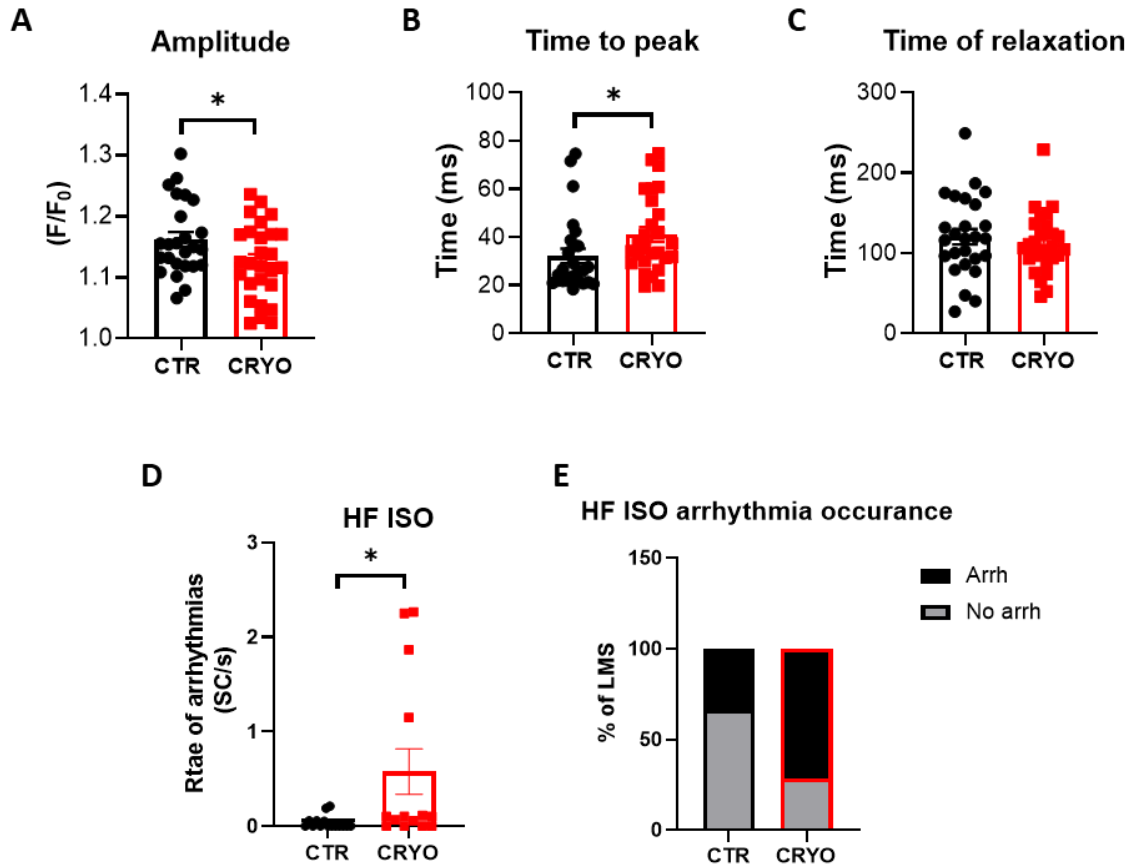 A
Amplitude
*
(F/F0)
1.4
1.3
1.2
1.1
1.0
CTR CRYO
B
Time to peak
*
Time (ms)
100
80
60
40
20
0
CTR CRYO
C
Time of relaxation
Time (ms)
300
200
100
0
CTR CRYO
D
HF ISO
*
Rtae of arrhythmias
(SC/s)
3
2
1
0
CTR CRYO
E
HF ISO arrhythmia occurance
% of LMS
150
100
50
0
CTR CRYO
Arrh
No arrh